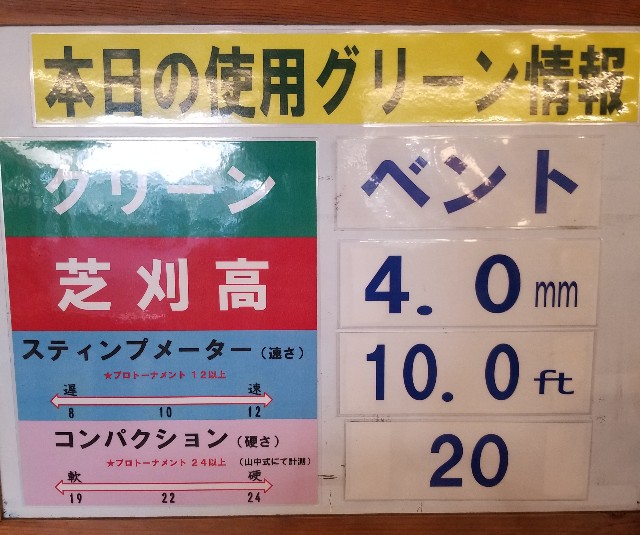 本日の使用グリーン情報
グリーン ベント
芝刈高 4.0mm
スティンプメーター(速さ) 10.0ft
★プロトーナメント 12以上
遅 速
8 10 12
コンパクション(硬さ) 20
★プロトーナメント 24以上 (山中式にて計測)
軟 硬
19 22 24